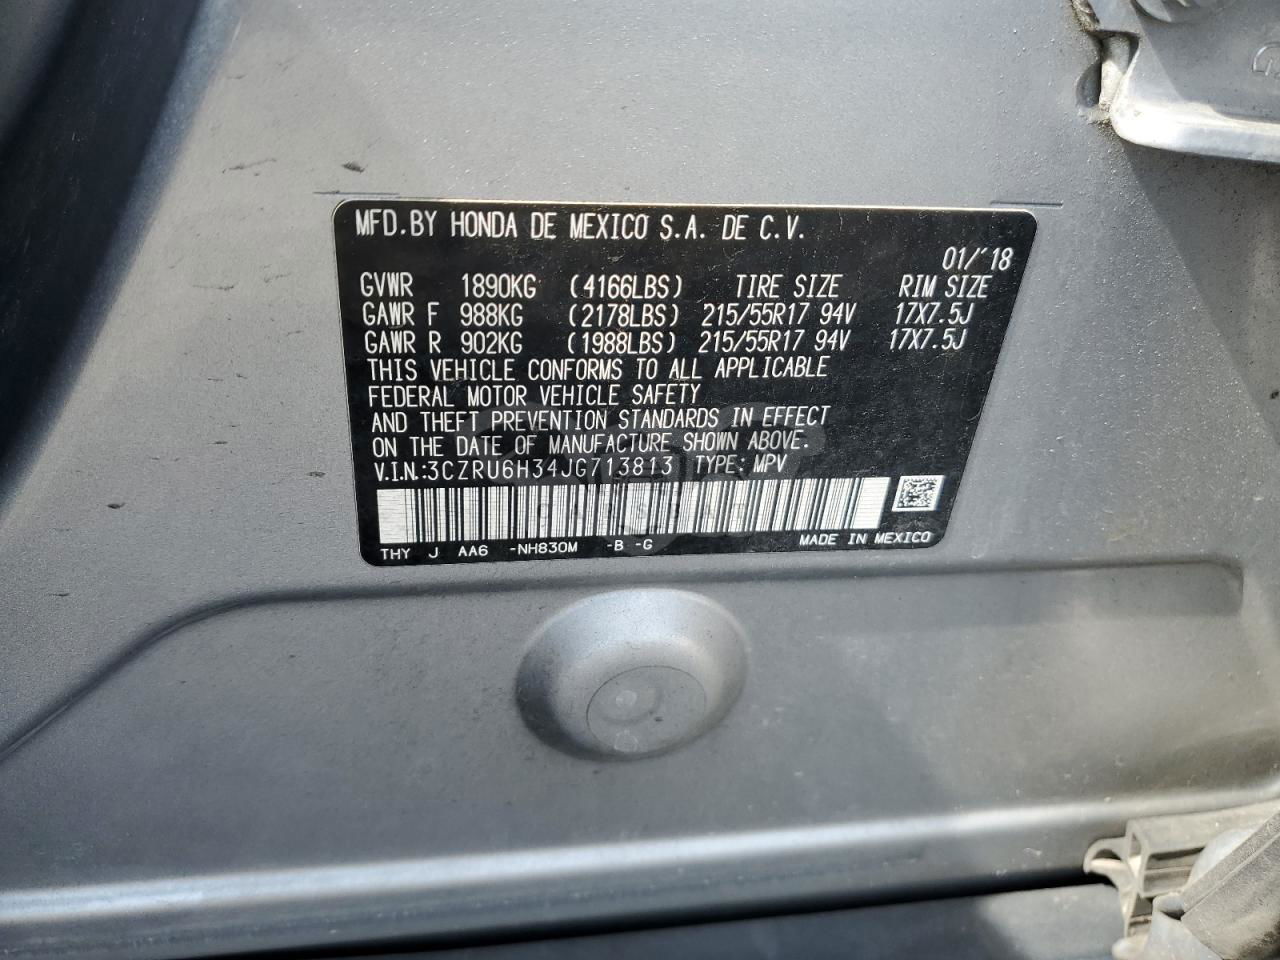 MFD.BY HONDA DE MEXICO S.A. DE C.V.
01/'18
GVWR 1890KG (4166LBS) TIRE SIZE RIM SIZE
GAWR F 988KG (2178LBS) 215/55R17 94V 17X7.5J
GAWR R 902KG (1988LBS) 215/55R17 94V 17X7.5J
THIS VEHICLE CONFORMS TO ALL APPLICABLE
FEDERAL MOTOR VEHICLE SAFETY
AND THEFT PREVENTION STANDARDS IN EFFECT
ON THE DATE OF MANUFACTURE SHOWN ABOVE.
V.I.N.:3CZRU6H34JG713813 TYPE: MPV
THY J AA6 -NH830M -B -G MADE IN MEXICO